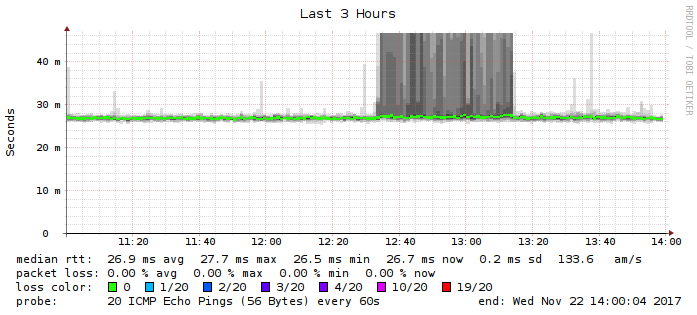 Last 3 Hours
RRDTOOL / TOBI OETIKER
Seconds
40 m
30 m
20 m
10 m
0
11:20 11:40 12:00 12:20 12:40 13:00 13:20 13:40 14:00
median rtt: 26.9 ms avg 27.7 ms max 26.5 ms min 26.7 ms now 0.2 ms sd 133.6 am/s
packet loss: 0.00 % avg 0.00 % max 0.00 % min 0.00 % now
loss color: 0 1/20 2/20 3/20 4/20 10/20 19/20
probe: 20 ICMP Echo Pings (56 Bytes) every 60s end: Wed Nov 22 14:00:04 2017